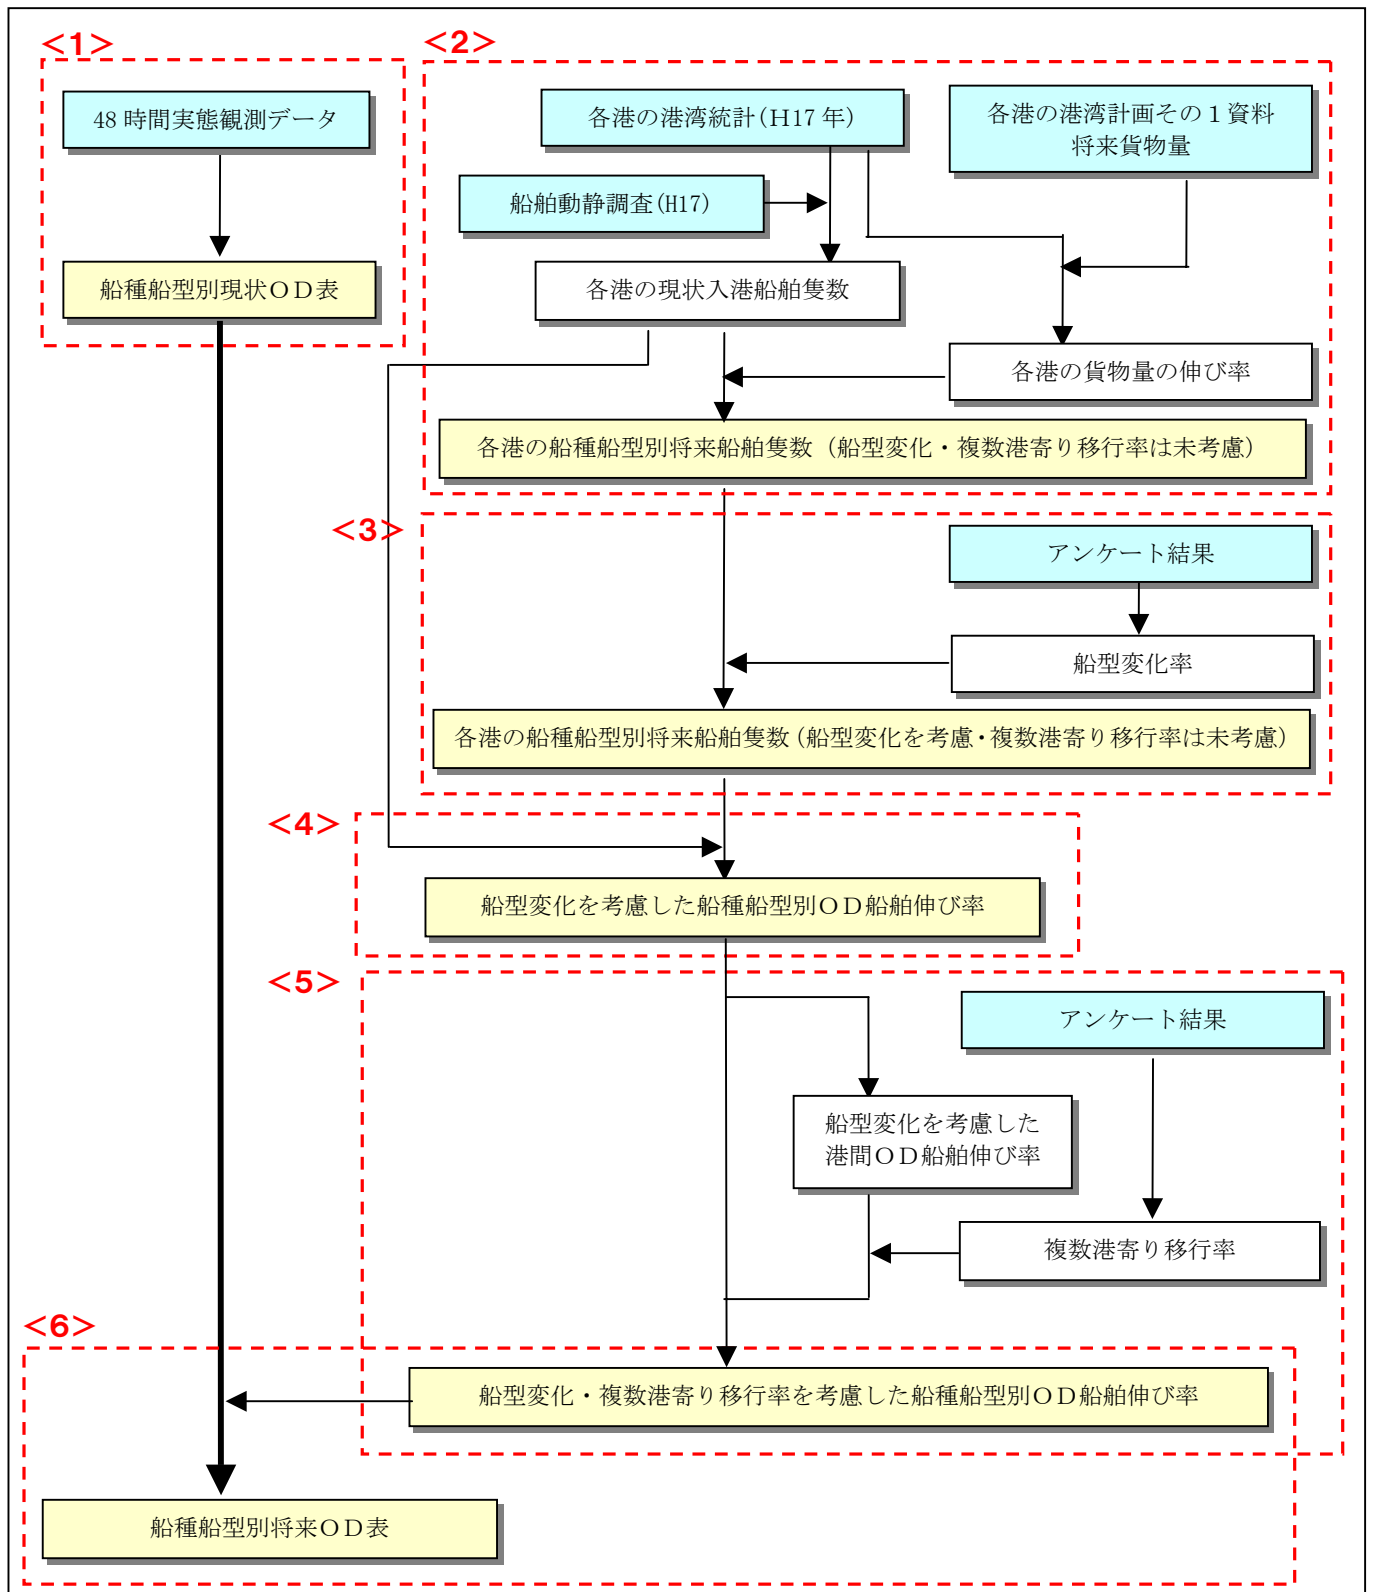 <1>
48時間実態観測データ
船種船型別現状OD表
<2>
各港の港湾統計(H17年)
各港の港湾計画その1資料
将来貨物量
船舶動静調査(H17)
各港の現状入港船舶隻数
各港の貨物量の伸び率
各港の船種船型別将来船舶隻数(船型変化・複数港寄り移行率は未考慮)
<3>
アンケート結果
船型変化率
各港の船種船型別将来船舶隻数(船型変化を考慮・複数港寄り移行率は未考慮)
<4>
船型変化を考慮した船種船型別OD船舶伸び率
<5>
アンケート結果
船型変化を考慮した
港間OD船舶伸び率
複数港寄り移行率
<6>
船型変化・複数港寄り移行率を考慮した船種船型別OD船舶伸び率
船種船型別将来OD表